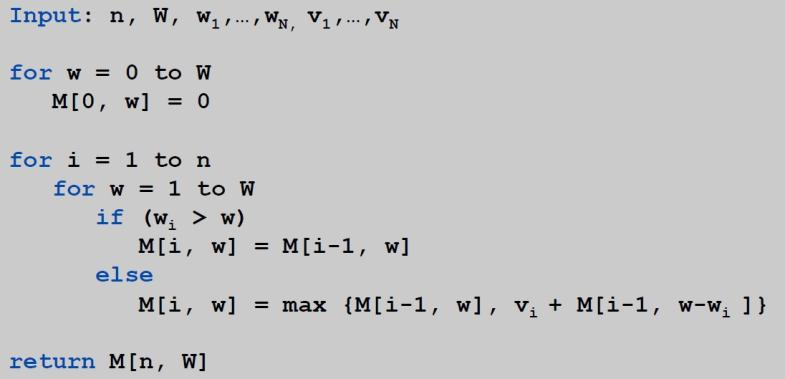 Input: n, W, w1,…,wN, v1,…,vN
for w = 0 to W
M[0, w] = 0
for i = 1 to n
for w = 1 to W
if (wi > w)
M[i, w] = M[i-1, w]
else
M[i, w] = max {M[i-1, w], vi + M[i-1, w-wi ]}
return M[n, W]